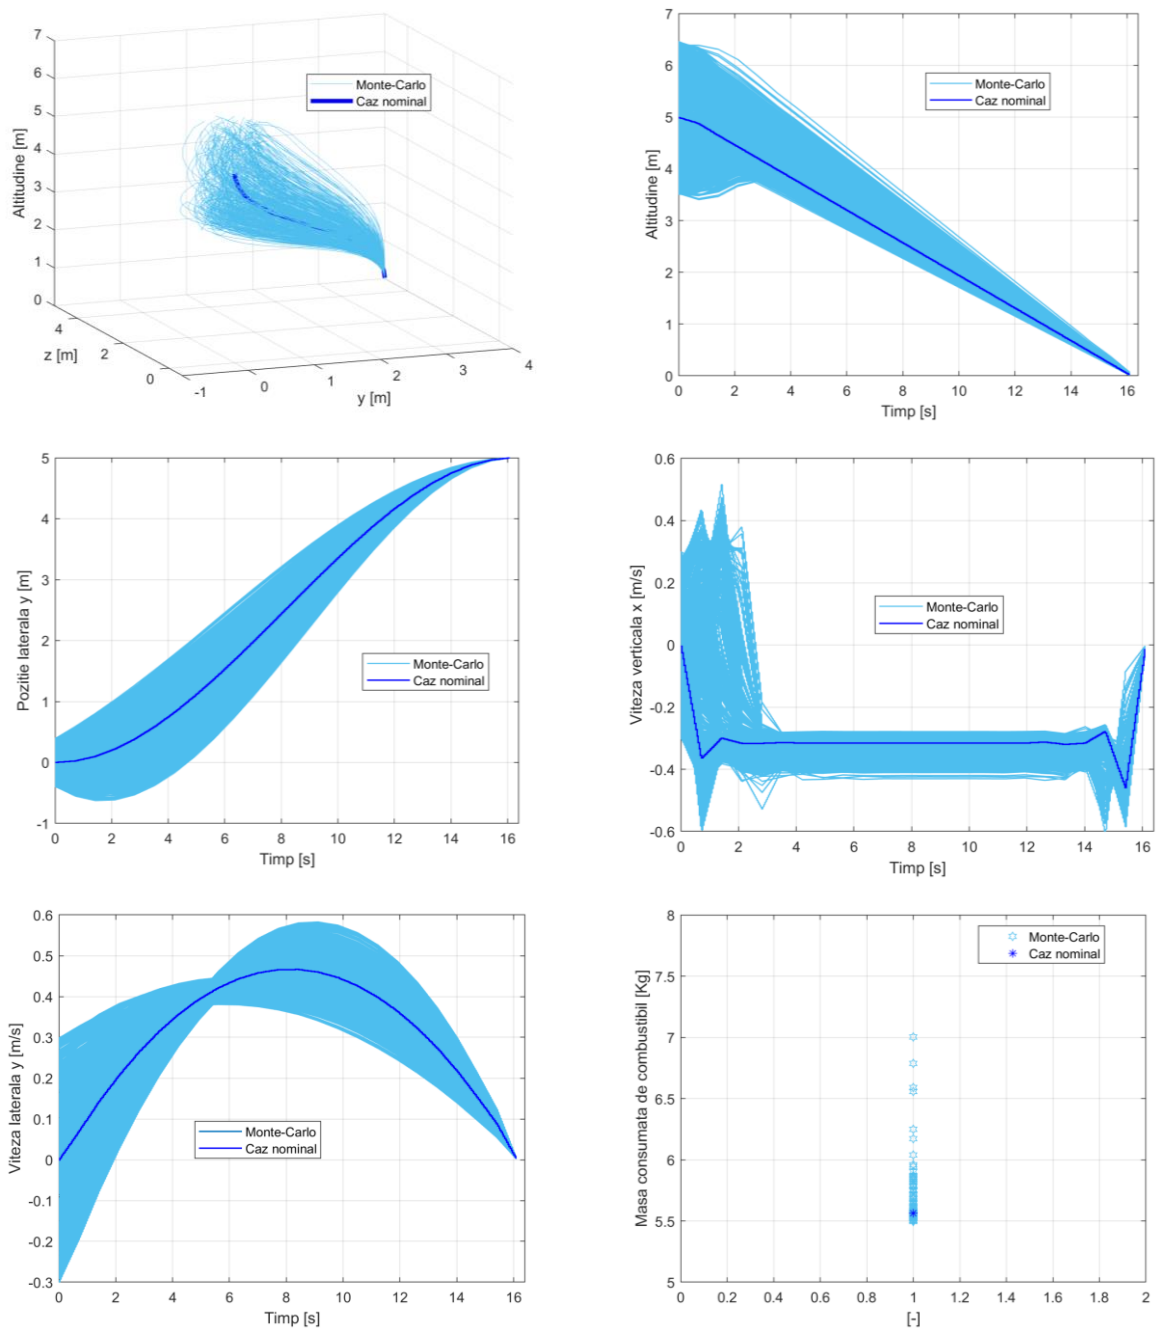 7
6
5
4
3
2
1
0
Altitudine [m]
4
2
0
z [m]
-1
0
1
2
3
4
y [m]
Monte-Carlo
Caz nominal
7
6
5
4
3
2
1
0
Altitudine [m]
0 2 4 6 8 10 12 14 16
Timp [s]
Monte-Carlo
Caz nominal
5
4
3
2
1
0
-1
Pozitie laterala y [m]
0 2 4 6 8 10 12 14 16
Timp [s]
Monte-Carlo
Caz nominal
0.6
0.4
0.2
0
-0.2
-0.4
-0.6
Viteza verticala x [m/s]
0 2 4 6 8 10 12 14 16
Timp [s]
Monte-Carlo
Caz nominal
0.6
0.5
0.4
0.3
0.2
0.1
0
-0.1
-0.2
-0.3
Viteza laterala y [m/s]
0 2 4 6 8 10 12 14 16
Timp [s]
Monte-Carlo
Caz nominal
8
7.5
7
6.5
6
5.5
5
Masa consumata de combustibil [Kg]
0 0.2 0.4 0.6 0.8 1 1.2 1.4 1.6 1.8 2
[-]
Monte-Carlo
Caz nominal